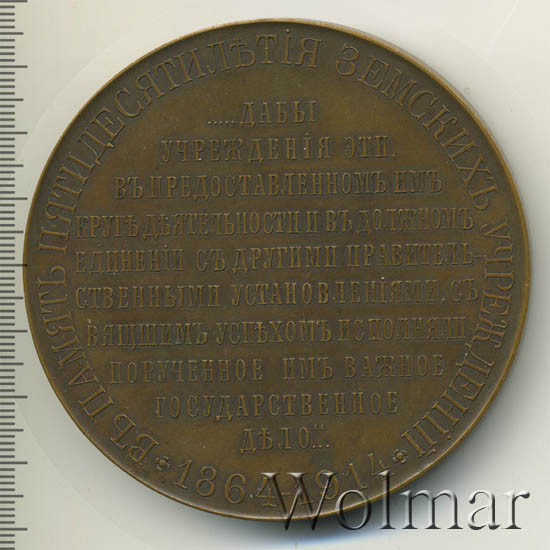 ВЪ ПАМЯТЬ ПЯТИДЕСЯТИЛѢТІЯ ЗЕМСКИХЪ УЧРЕЖДЕНІЙ
.....ДАБЫ
УЧРЕЖДЕНІЯ ЭТИ,
ВЪ ПРЕДОСТАВЛЕННОМЪ ИМЪ
КРУГѢ ДѢЯТЕЛЬНОСТИ И ВЪ ДОЛЖНОМЪ
ЕДИНЕНІИ СЪ ДРУГИМИ ПРАВИТЕЛЬ-
СТВЕННЫМИ УСТАНОВЛЕНІЯМИ, СЪ
ВЯЩШИМЪ УСПѢХОМЪ ИСПОЛНЯЛИ
ПОРУЧЕННОЕ ИМЪ ВАЖНОЕ
ГОСУДАРСТВЕННОЕ
ДѢЛО...
1864-1914
Wolmar